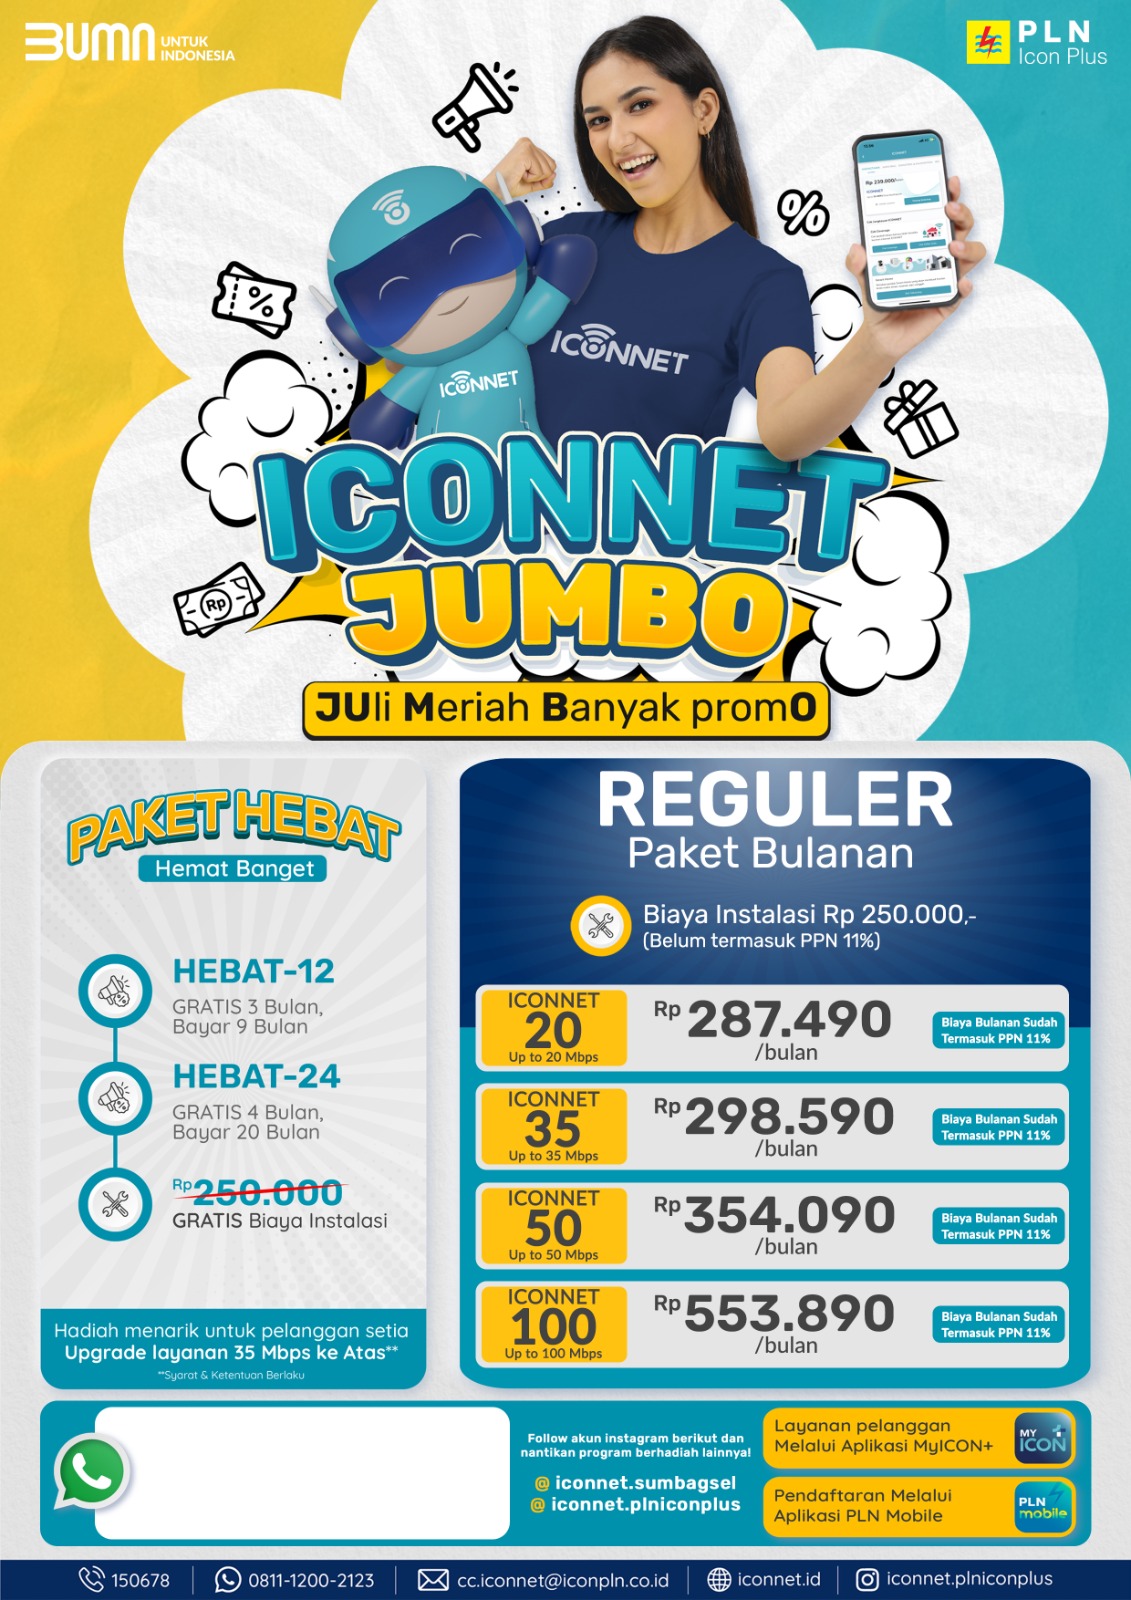 BUMN UNTUK INDONESIA
PLN
Icon Plus
ICONNET
ICONNET
ICONNET
JUMBO
JUli Meriah Banyak promO
PAKET HEBAT
Hemat Banget
HEBAT-12
GRATIS 3 Bulan,
Bayar 9 Bulan
HEBAT-24
GRATIS 4 Bulan,
Bayar 20 Bulan
Rp250.000
GRATIS Biaya Instalasi
Hadiah menarik untuk pelanggan setia
Upgrade layanan 35 Mbps ke Atas**
**Syarat & Ketentuan Berlaku
REGULER
Paket Bulanan
Biaya Instalasi Rp 250.000,-
(Belum termasuk PPN 11%)
ICONNET
20
Up to 20 Mbps
Rp 287.490
/bulan
Biaya Bulanan Sudah
Termasuk PPN 11%
ICONNET
35
Up to 35 Mbps
Rp 298.590
/bulan
Biaya Bulanan Sudah
Termasuk PPN 11%
ICONNET
50
Up to 50 Mbps
Rp 354.090
/bulan
Biaya Bulanan Sudah
Termasuk PPN 11%
ICONNET
100
Up to 100 Mbps
Rp 553.890
/bulan
Biaya Bulanan Sudah
Termasuk PPN 11%
Follow akun instagram berikut dan
nantikan program berhadiah lainnya!
@ iconnet.sumbagsel
@ iconnet.plniconplus
Layanan pelanggan
Melalui Aplikasi MyICON+
MY
ICON+
Pendaftaran Melalui
Aplikasi PLN Mobile
PLN
mobile
150678
0811-1200-2123
cc.iconnet@iconpln.co.id
iconnet.id
iconnet.plniconplus